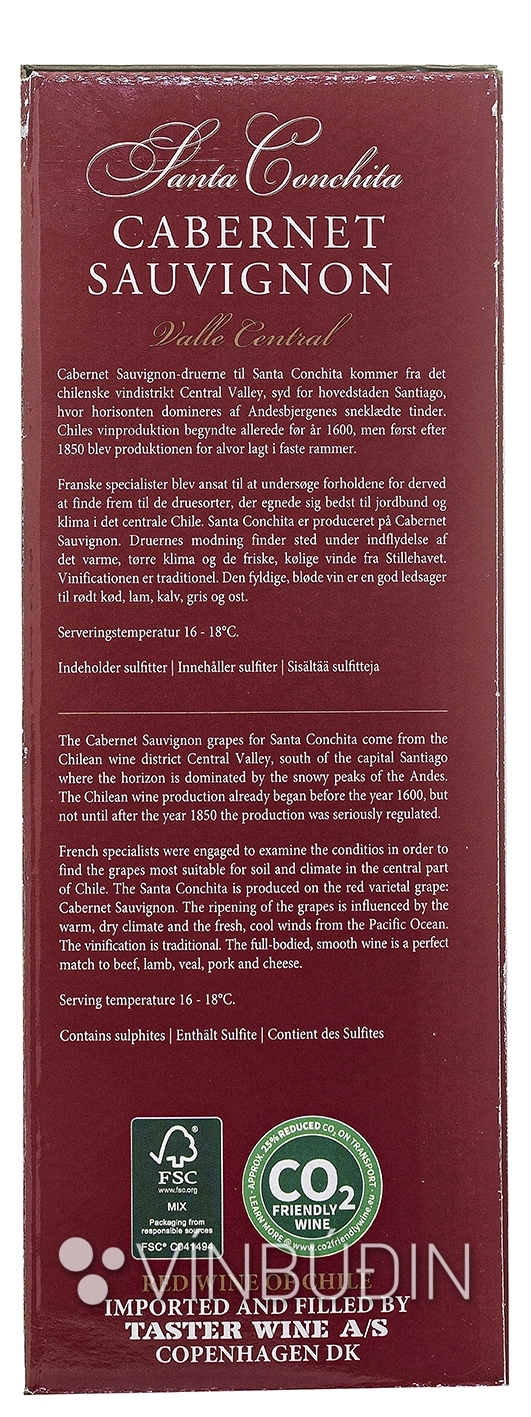 Santa Conchita
CABERNET
SAUVIGNON
Valle Central
Cabernet Sauvignon-druerne til Santa Conchita kommer fra det
chilenske vindistrikt Central Valley, syd for hovedstaden Santiago,
hvor horisonten domineres af Andesbjergenes sneklædte tinder.
Chiles vinproduktion begyndte allerede før år 1600, men først efter
1850 blev produktionen for alvor lagt i faste rammer.
Franske specialister blev ansat til at undersøge forholdene for derved
at finde frem til de druesorter, der egnede sig bedst til jordbund og
klima i det centrale Chile. Santa Conchita er produceret på Cabernet
Sauvignon. Druernes modning finder sted under indflydelse af
det varme, tørre klima og de friske, kølige vinde fra Stillehavet.
Vinificationen er traditionel. Den fyldige, bløde vin er en god ledsager
til rødt kød, lam, kalv, gris og ost.
Serveringstemperatur 16 - 18°C.
Indeholder sulfitter | Innehåller sulfiter | Sisältää sulfitteja
The Cabernet Sauvignon grapes for Santa Conchita come from the
Chilean wine district Central Valley, south of the capital Santiago
where the horizon is dominated by the snowy peaks of the Andes.
The Chilean wine production already began before the year 1600, but
not until after the year 1850 the production was seriously regulated.
French specialists were engaged to examine the conditios in order to
find the grapes most suitable for soil and climate in the central part
of Chile. The Santa Conchita is produced on the red varietal grape:
Cabernet Sauvignon. The ripening of the grapes is influenced by the
warm, dry climate and the fresh, cool winds from the Pacific Ocean.
The vinification is traditional. The full-bodied, smooth wine is a perfect
match to beef, lamb, veal, pork and cheese.
Serving temperature 16 - 18°C.
Contains sulphites | Enthält Sulfite | Contient des Sulfites
FSC
www.fsc.org
MIX
Packaging from
responsible sources
FSC® C041494
APPROX. 25% REDUCED CO2 ON TRANSPORT
CO2
FRIENDLY
WINE
LEARN MORE @ www.co2friendlywine.eu
VINBUÐIN
RED WINE OF CHILE
IMPORTED AND FILLED BY
TASTER WINE A/S
COPENHAGEN DK